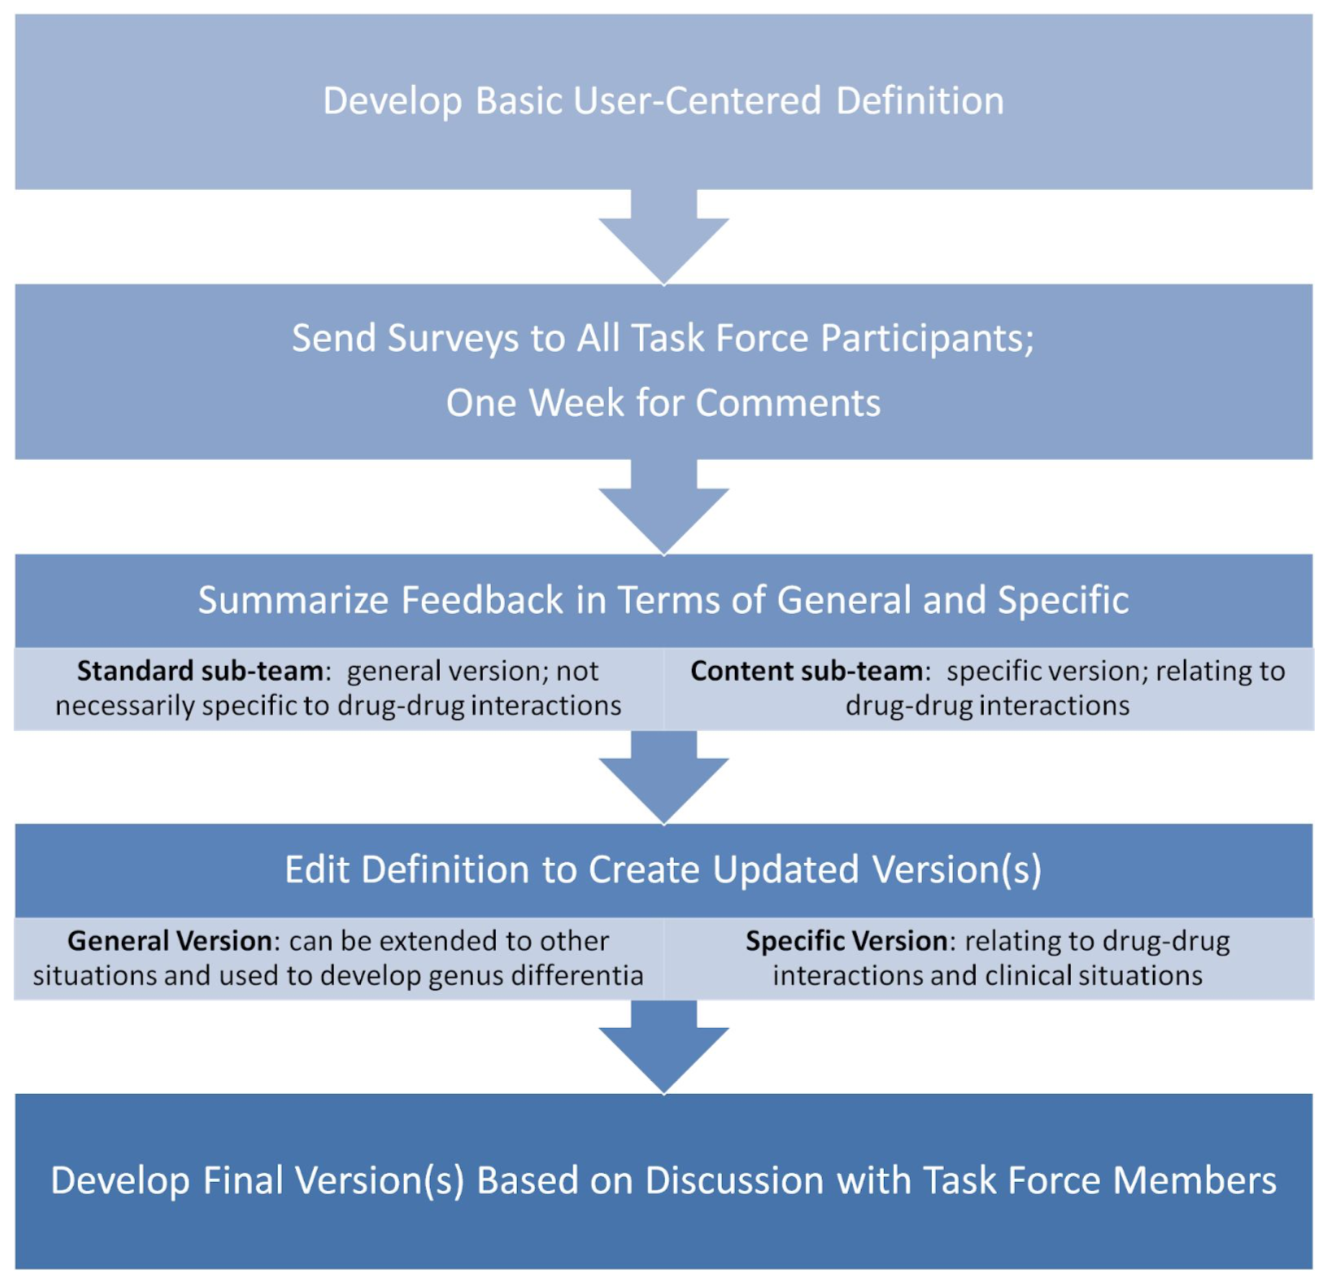 Develop Basic User-Centered Definition
Send Surveys to All Task Force Participants;
One Week for Comments
Summarize Feedback in Terms of General and Specific
Standard sub-team:  general version; not
necessarily specific to drug-drug interactions
Content sub-team:  specific version; relating to
drug-drug interactions
Edit Definition to Create Updated Version(s)
General Version: can be extended to other
situations and used to develop genus differentia
Specific Version: relating to drug-drug
interactions and clinical situations
Develop Final Version(s) Based on Discussion with Task Force Members